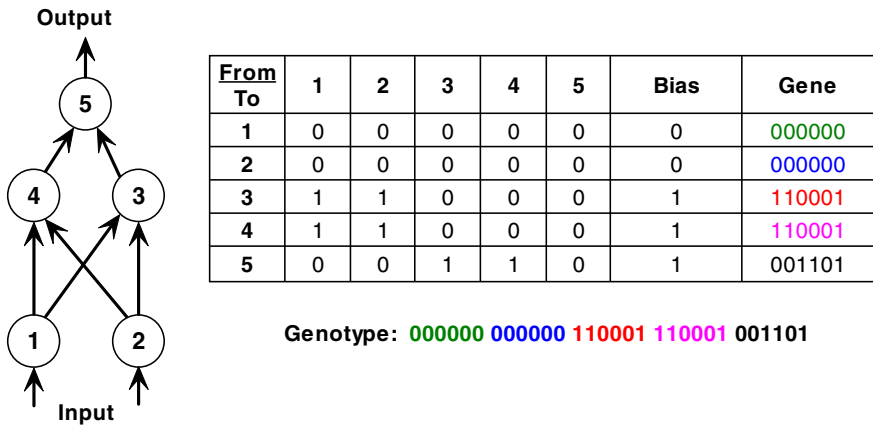 Output
5
4 3
1 2
Input
From To 1 2 3 4 5 Bias Gene
1 0 0 0 0 0 0 000000
2 0 0 0 0 0 0 000000
3 1 1 0 0 0 1 110001
4 1 1 0 0 0 1 110001
5 0 0 1 1 0 1 001101
Genotype: 000000 000000 110001 110001 001101